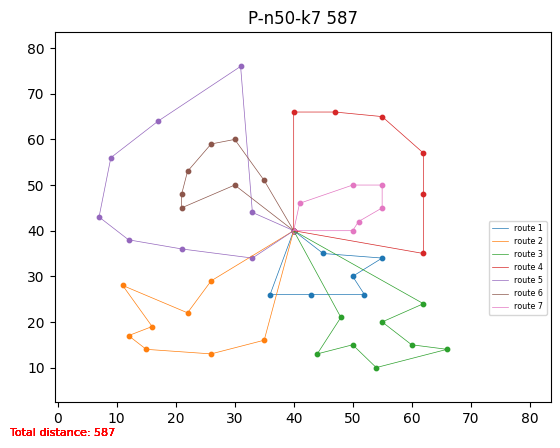 P-n50-k7 587
80
70
60
50
40
30
20
10
0 10 20 30 40 50 60 70 80
route 1
route 2
route 3
route 4
route 5
route 6
route 7
Total distance: 587